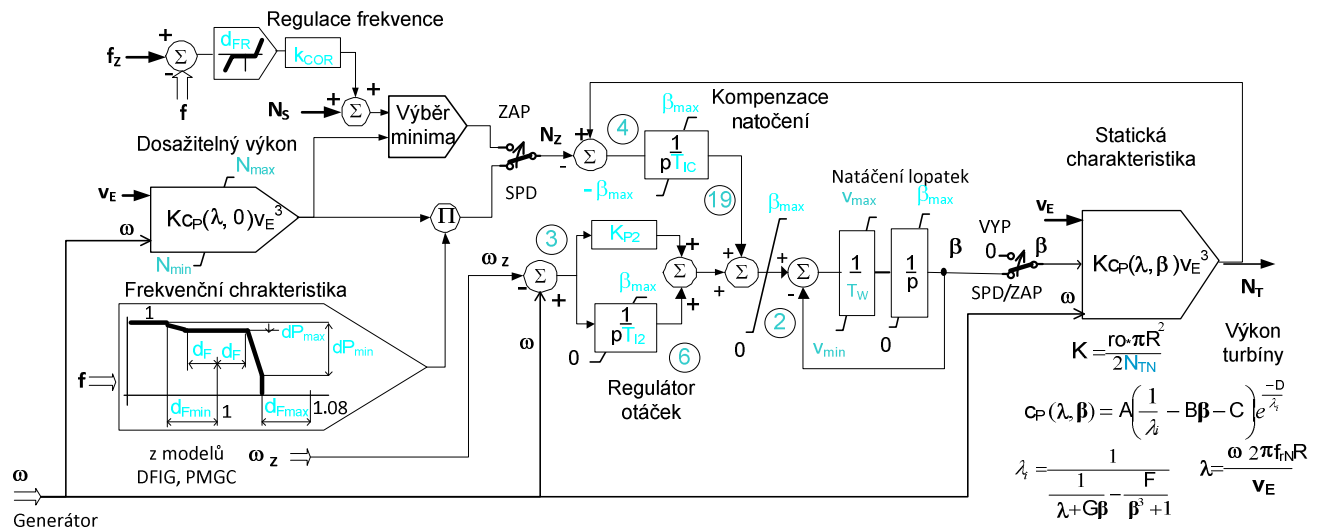 Regulace frekvence
f_Z
+
-
Σ
d_FR
k_COR
f
N_S
+
+
Σ
Výběr
minima
ZAP
SPD
N_Z
Dosažitelný výkon
N_max
v_E
ω
Kc_P(λ, 0)v_E^3
N_min
Π
+
-
Σ
4
β_max
1
pT_IC
-β_max
Kompenzace
natočení
19
Statická
charakteristika
Frekvenční chrakteristika
1
dP_max
dP_min
d_F
d_F
f
d_Fmin
1
d_Fmax
1.08
ω_Z
-
+
Σ
3
ω
K_P2
β_max
1
pT_I2
0
6
+
+
Σ
Regulátor
otáček
+
+
Σ
β_max
0
2
+
-
Σ
Natáčení lopatek
v_max
β_max
1
T_W
1
p
v_min
0
β
VYP
0
β
SPD/ZAP
v_E
ω
Kc_P(λ,β)v_E^3
N_T
Výkon
turbíny
K = ro*πR^2 / 2N_TN
c_P(λ,β) = A(1/λ_i − Bβ − C)e^(−D/λ_i)
λ_i = 1 / (1/(λ+Gβ) − F/(β^3+1))
λ = ω 2πf_rN R / v_E
z modelů
DFIG, PMGC
ω_Z
ω
Generátor